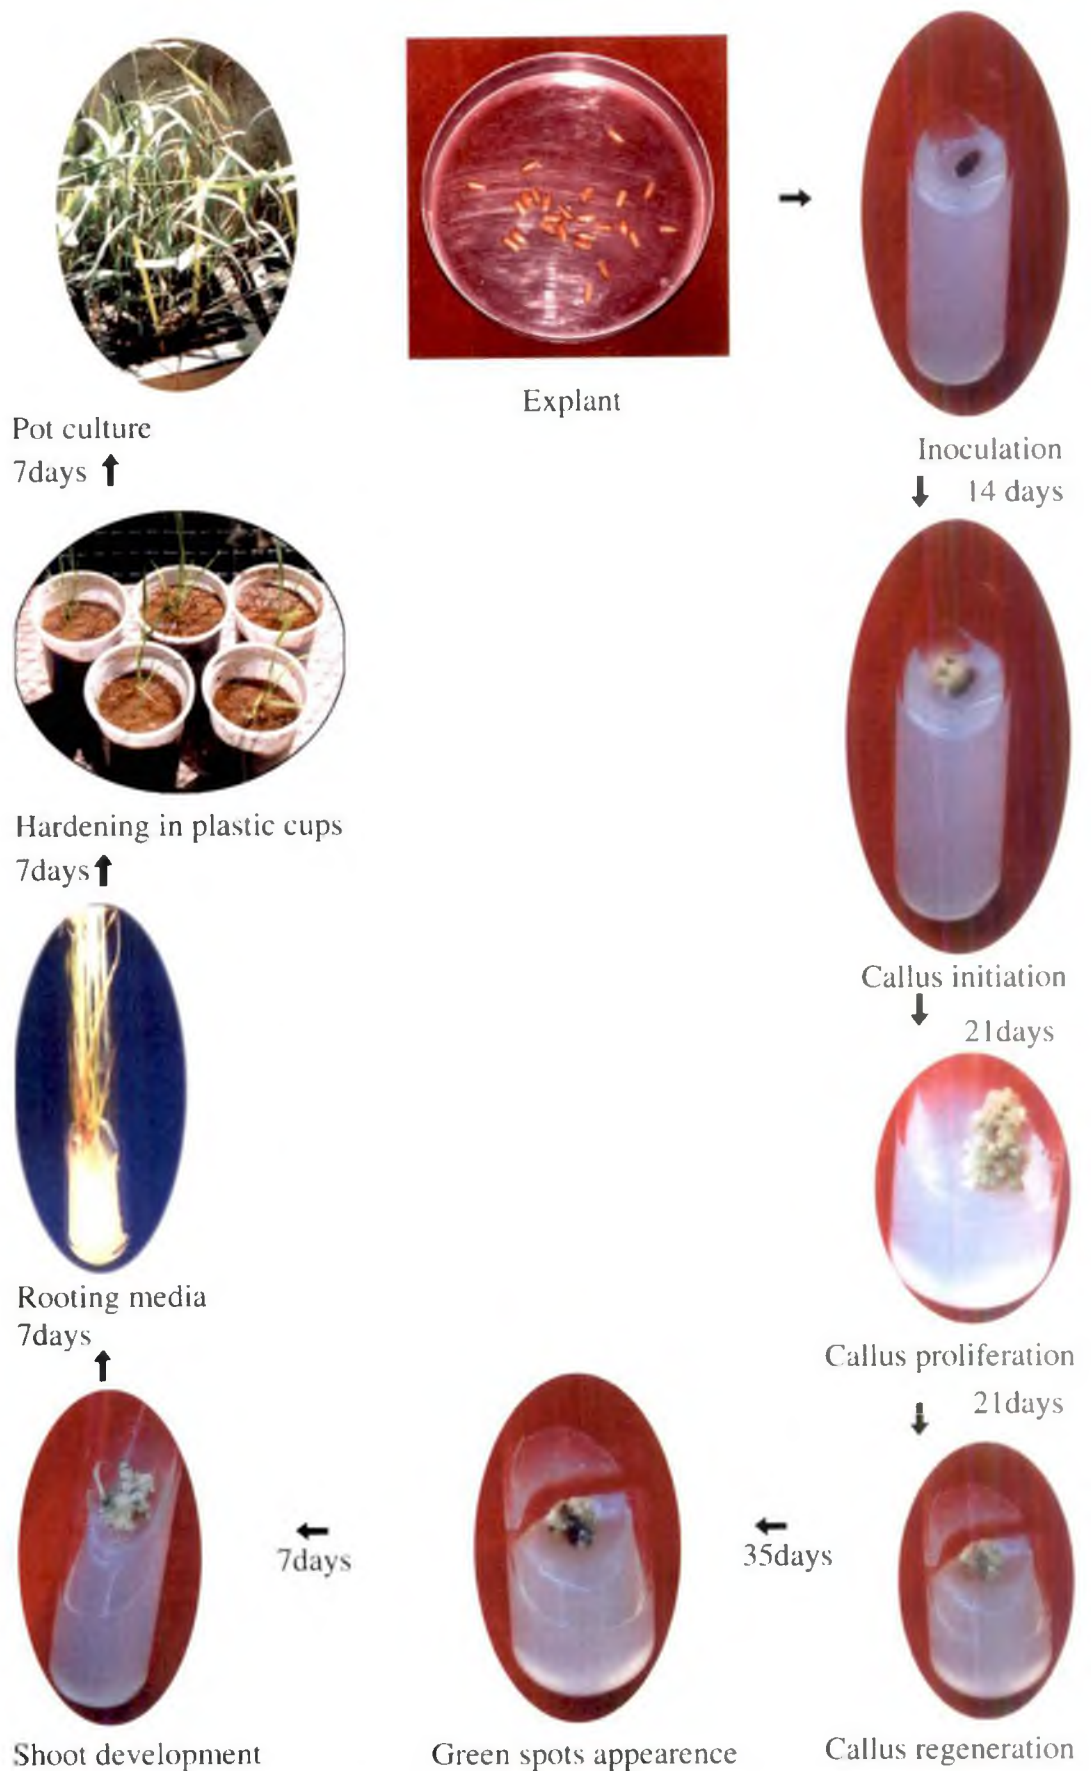 Explant
Inoculation
14 days
Callus initiation
21days
Callus proliferation
21days
Callus regeneration
35days
Green spots appearence
7days
Shoot development
7days
Rooting media
7days
Hardening in plastic cups
7days
Pot culture